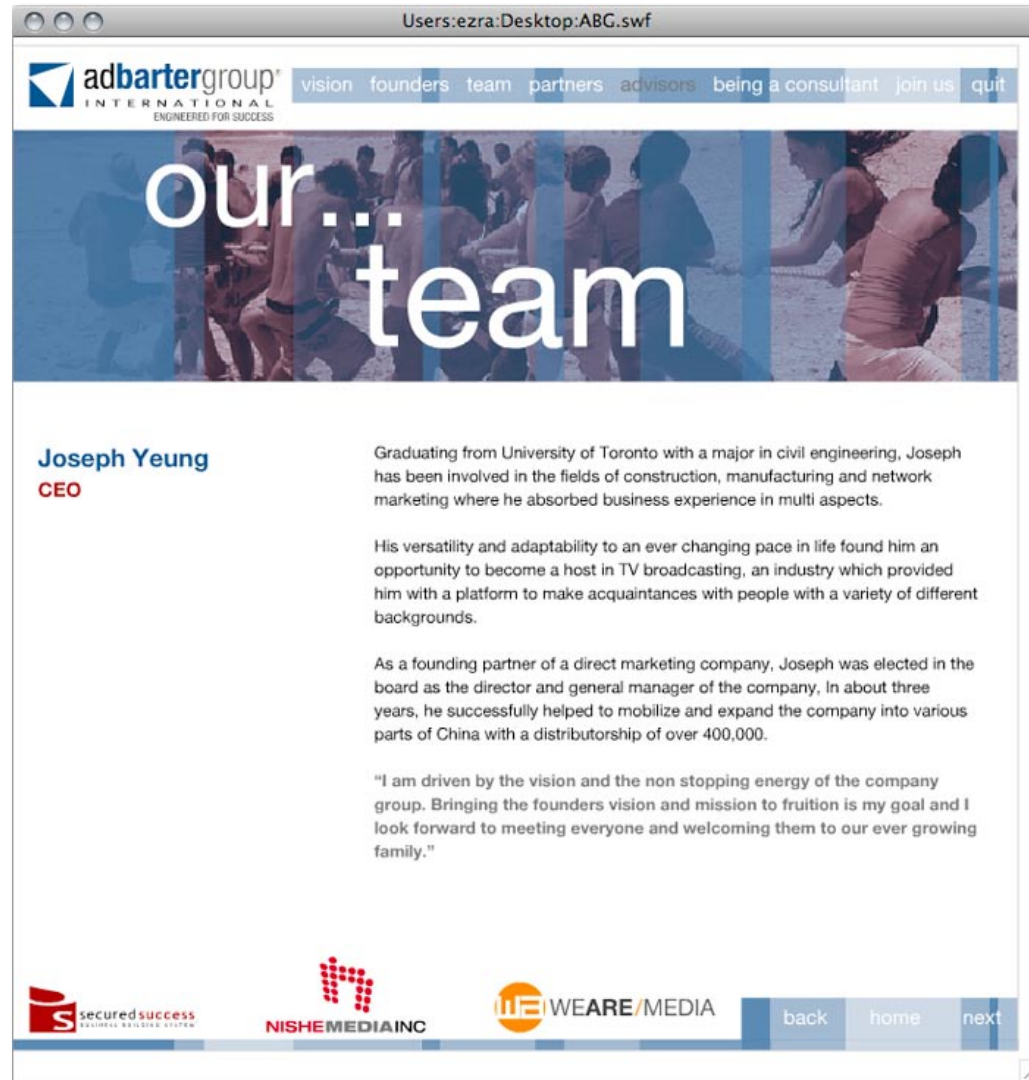 Users:ezra:Desktop:ABG.swf
adbartergroup
INTERNATIONAL
ENGINEERED FOR SUCCESS
vision founders team partners advisors being a consultant join us quit
our...
team
Joseph Yeung
CEO
Graduating from University of Toronto with a major in civil engineering, Joseph
has been involved in the fields of construction, manufacturing and network
marketing where he absorbed business experience in multi aspects.
His versatility and adaptability to an ever changing pace in life found him an
opportunity to become a host in TV broadcasting, an industry which provided
him with a platform to make acquaintances with people with a variety of different
backgrounds.
As a founding partner of a direct marketing company, Joseph was elected in the
board as the director and general manager of the company, In about three
years, he successfully helped to mobilize and expand the company into various
parts of China with a distributorship of over 400,000.
“I am driven by the vision and the non stopping energy of the company
group. Bringing the founders vision and mission to fruition is my goal and I
look forward to meeting everyone and welcoming them to our ever growing
family.”
secured success
BUSINESS BUILDING SYSTEM
NISHEMEDIAINC
WEARE/MEDIA
back home next